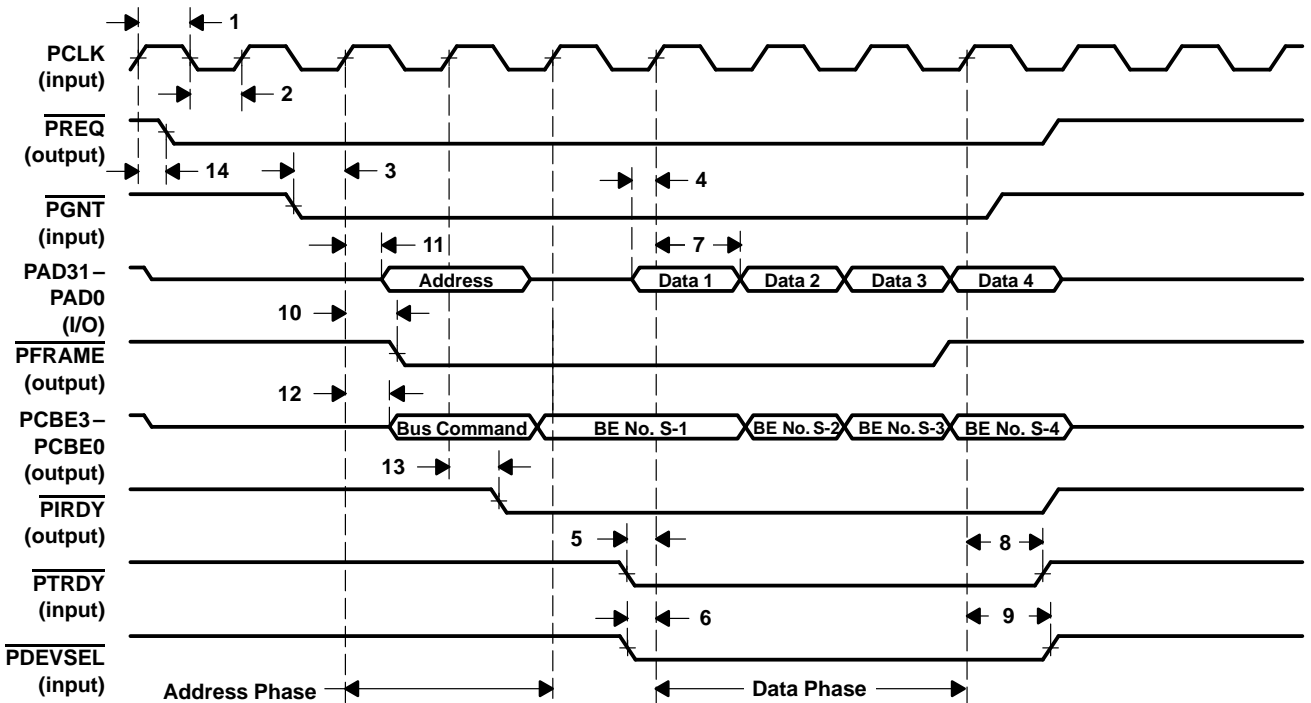 1
PCLK
(input)
2
PREQ
(output)
14
3
4
PGNT
(input)
11
7
PAD31–
PAD0
(I/O)
Address
Data 1
Data 2
Data 3
Data 4
10
PFRAME
(output)
12
PCBE3–
PCBE0
(output)
Bus Command
BE No. S-1
BE No. S-2
BE No. S-3
BE No. S-4
13
PIRDY
(output)
5
8
PTRDY
(input)
6
9
PDEVSEL
(input)
Address Phase
Data Phase